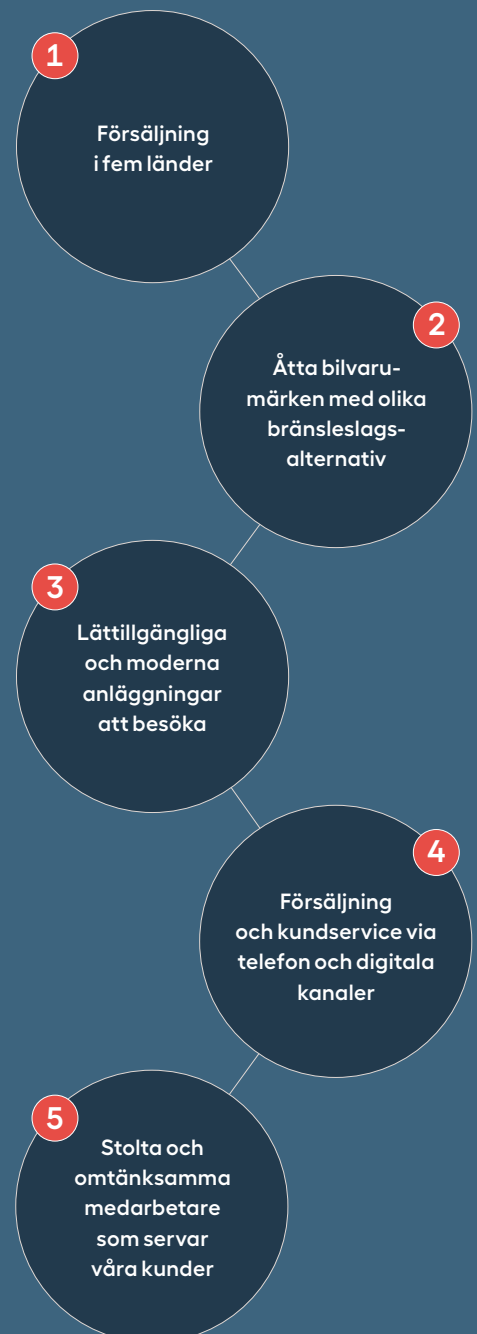 1
Försäljning
i fem länder
2
Åtta bilvaru-
märken med olika
bränsleslags-
alternativ
3
Lättillgängliga
och moderna
anläggningar
att besöka
4
Försäljning
och kundservice via
telefon och digitala
kanaler
5
Stolta och
omtänksamma
medarbetare
som servar
våra kunder